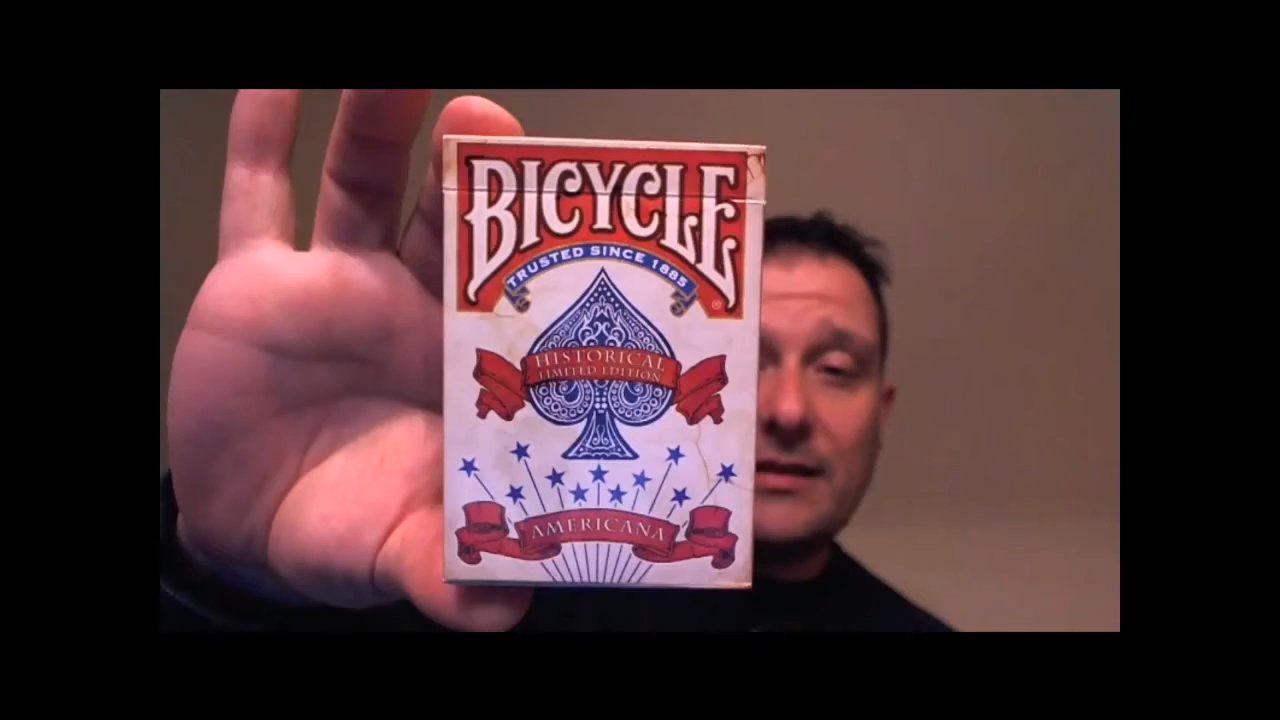 BICYCLE
TRUSTED SINCE 1885
®
HISTORICAL
LIMITED EDITION
AMERICANA